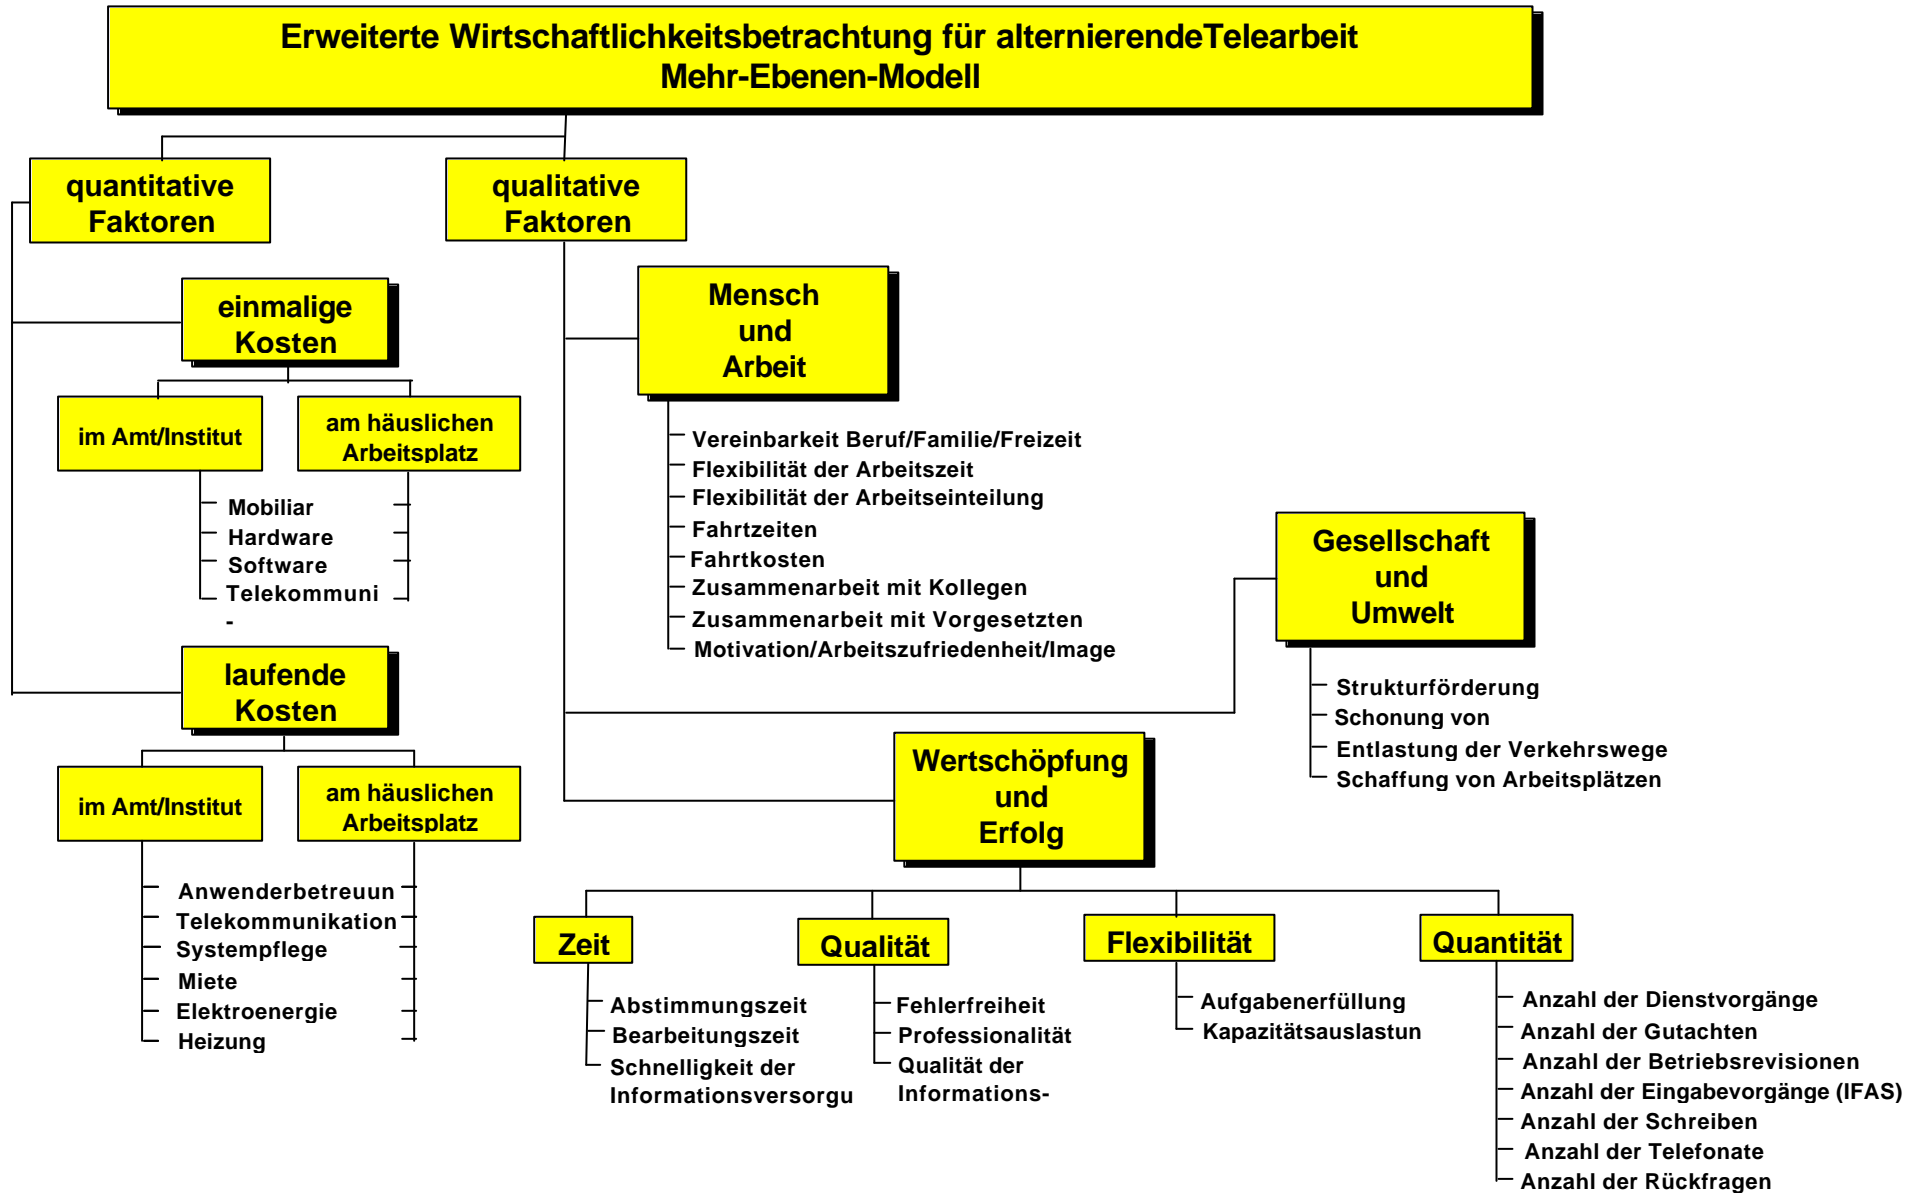 Erweiterte Wirtschaftlichkeitsbetrachtung für alternierendeTelearbeit
Mehr-Ebenen-Modell
quantitative
Faktoren
qualitative
Faktoren
einmalige
Kosten
im Amt/Institut
am häuslichen
Arbeitsplatz
Mobiliar
Hardware
Software
Telekommuni
-
laufende
Kosten
im Amt/Institut
am häuslichen
Arbeitsplatz
Anwenderbetreuun
Telekommunikation
Systempflege
Miete
Elektroenergie
Heizung
Mensch
und
Arbeit
Vereinbarkeit Beruf/Familie/Freizeit
Flexibilität der Arbeitszeit
Flexibilität der Arbeitseinteilung
Fahrtzeiten
Fahrtkosten
Zusammenarbeit mit Kollegen
Zusammenarbeit mit Vorgesetzten
Motivation/Arbeitszufriedenheit/Image
Gesellschaft
und
Umwelt
Strukturförderung
Schonung von
Entlastung der Verkehrswege
Schaffung von Arbeitsplätzen
Wertschöpfung
und
Erfolg
Zeit
Abstimmungszeit
Bearbeitungszeit
Schnelligkeit der
Informationsversorgu
Qualität
Fehlerfreiheit
Professionalität
Qualität der
Informations-
Flexibilität
Aufgabenerfüllung
Kapazitätsauslastun
Quantität
Anzahl der Dienstvorgänge
Anzahl der Gutachten
Anzahl der Betriebsrevisionen
Anzahl der Eingabevorgänge (IFAS)
Anzahl der Schreiben
Anzahl der Telefonate
Anzahl der Rückfragen